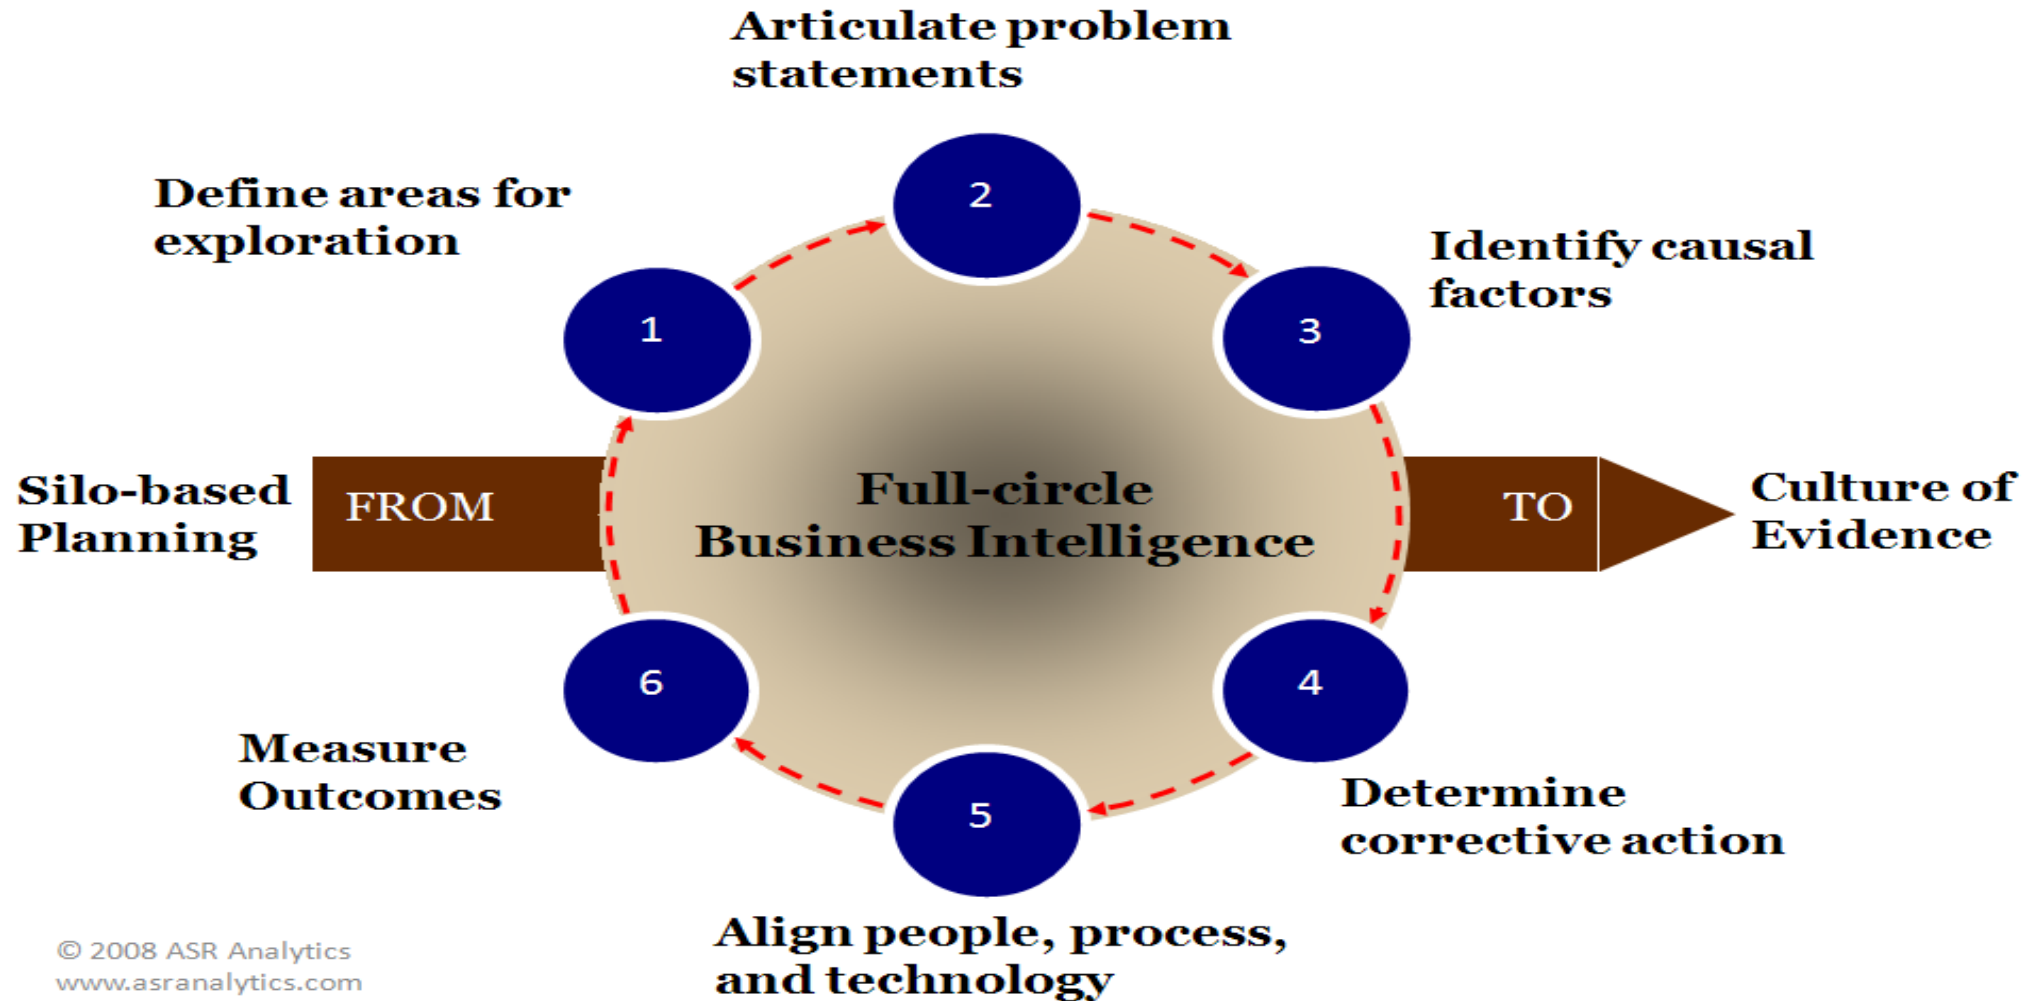 Articulate problem
statements
2
Define areas for
exploration
1
Identify causal
factors
3
Silo-based
Planning
FROM
Full-circle
Business Intelligence
TO
Culture of
Evidence
6
Measure
Outcomes
4
Determine
corrective action
5
Align people, process,
and technology
© 2008 ASR Analytics
www.asranalytics.com